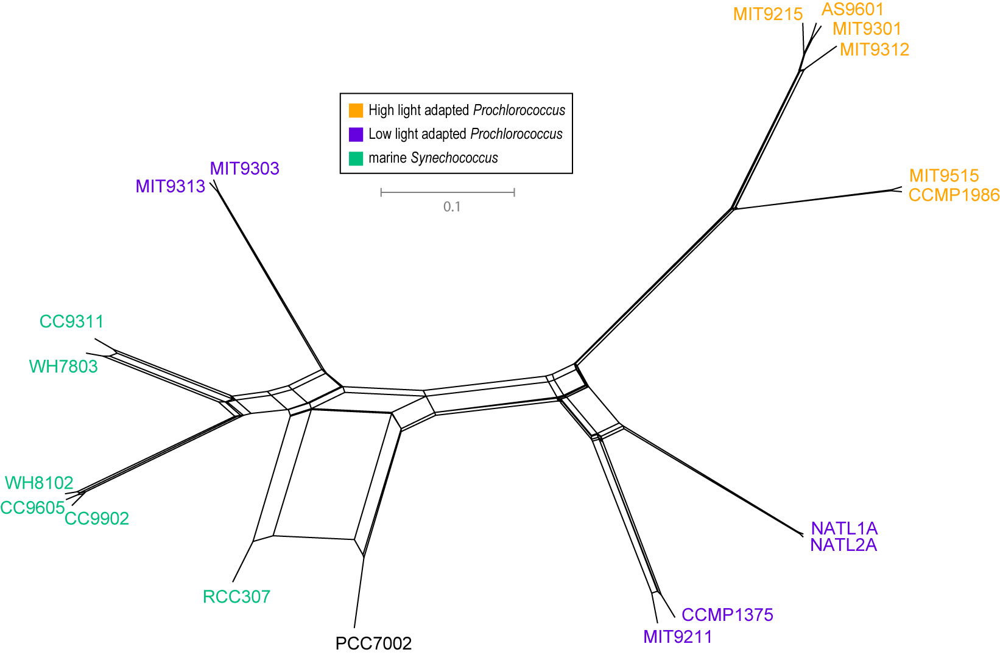 MIT9215
AS9601
MIT9301
MIT9312
High light adapted Prochlorococcus
Low light adapted Prochlorococcus
marine Synechococcus
0.1
MIT9303
MIT9313
MIT9515
CCMP1986
CC9311
WH7803
WH8102
CC9605
CC9902
NATL1A
NATL2A
RCC307
CCMP1375
MIT9211
PCC7002